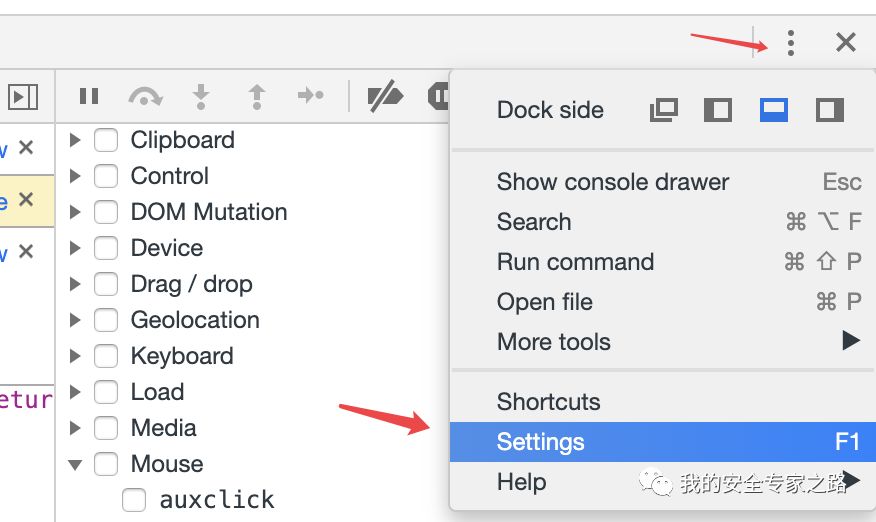 Dock side
Show console drawer Esc
Search ⌘ ⌥ F
Run command ⌘ ⇧ P
Open file ⌘ P
More tools
Shortcuts
Settings F1
Help
Clipboard
Control
DOM Mutation
Device
Drag / drop
Geolocation
Keyboard
Load
Media
Mouse
auxclick
w
e
w
etur
我的安全专家之路